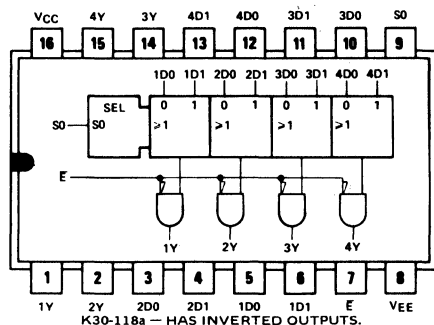 VCC 4Y 3Y 4D1 4D0 3D1 3D0 S0
16 15 14 13 12 11 10 9
1D0 1D1 2D0 2D1 3D0 3D1 4D0 4D1
SEL 0 1 0 1 0 1 0 1
S0 S0 ≥1 ≥1 ≥1 ≥1
E̅
1Y 2Y 3Y 4Y
1 2 3 4 5 6 7 8
1Y 2Y 2D0 2D1 1D0 1D1 E̅ VEE
K30-118a — HAS INVERTED OUTPUTS.